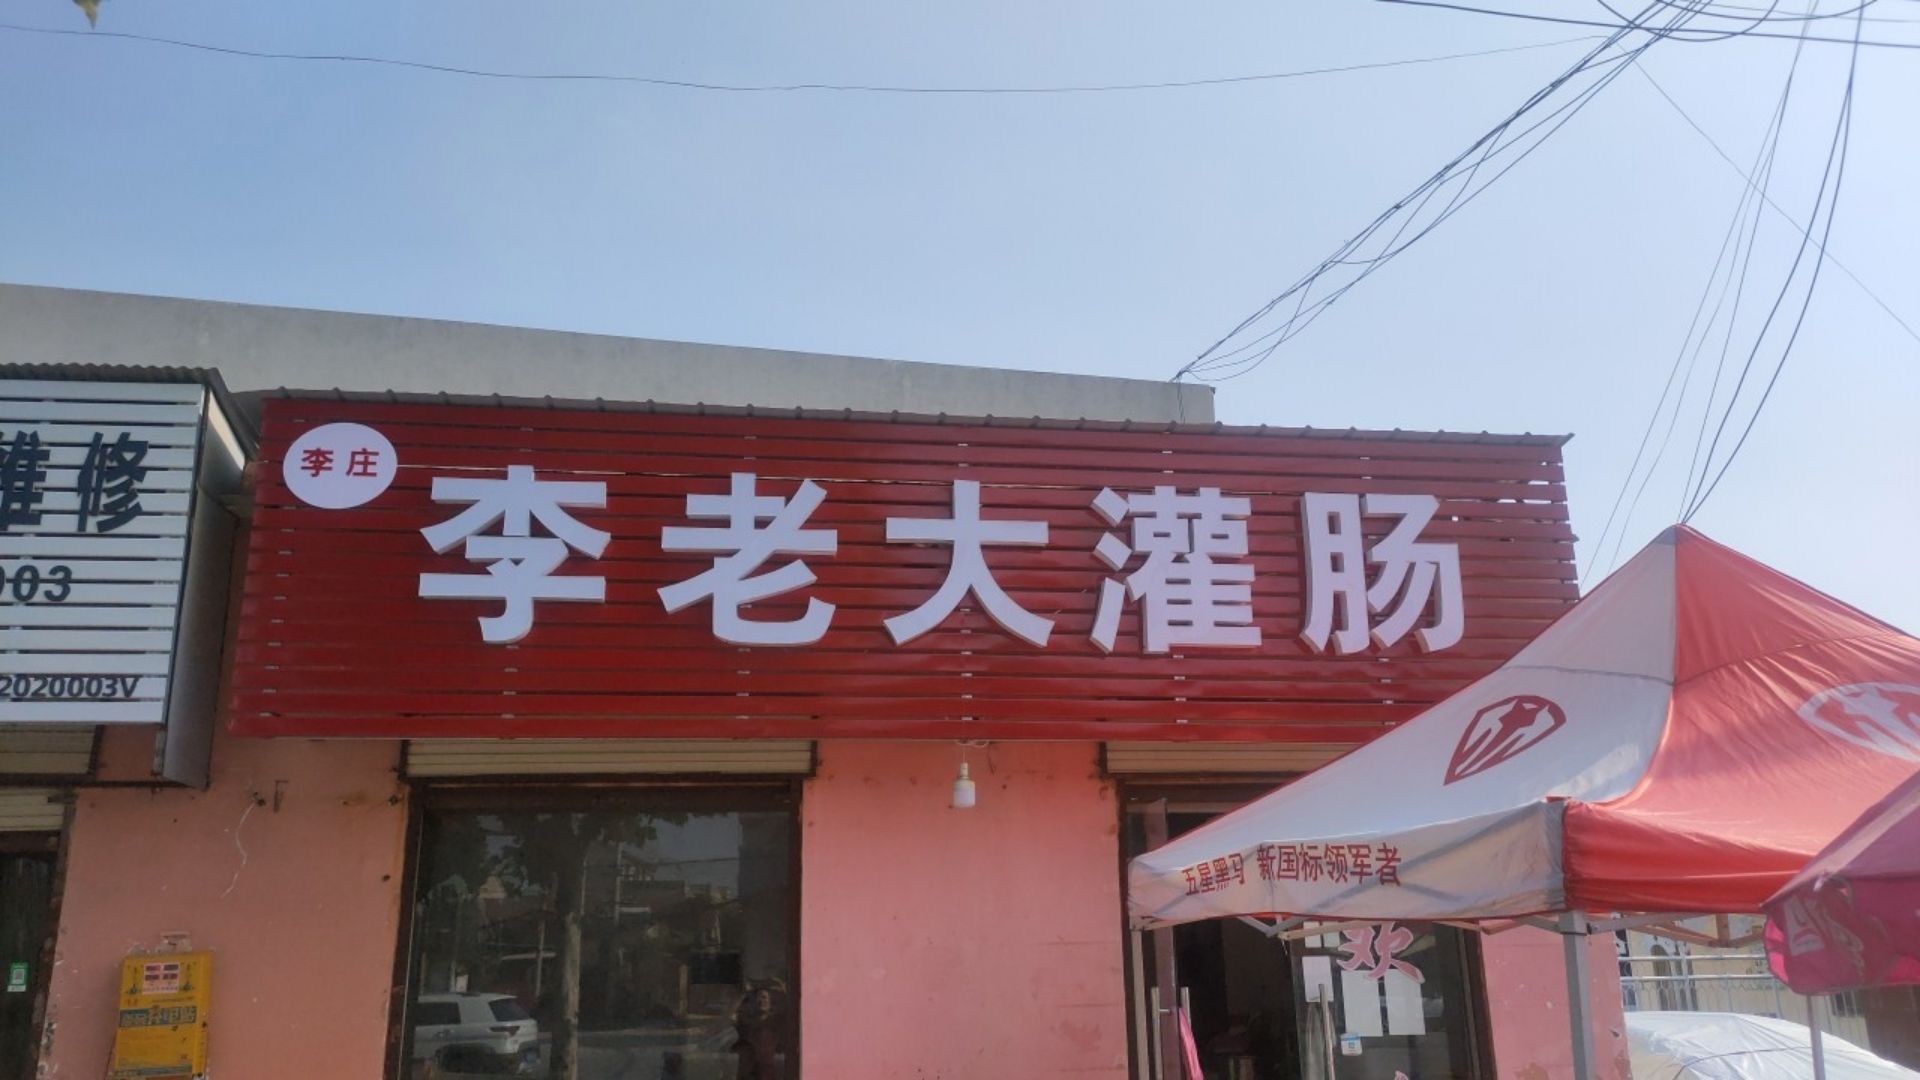 李庄
李老大灌肠
维修
003
2020003V
五星黑马 新国标领军者
欢